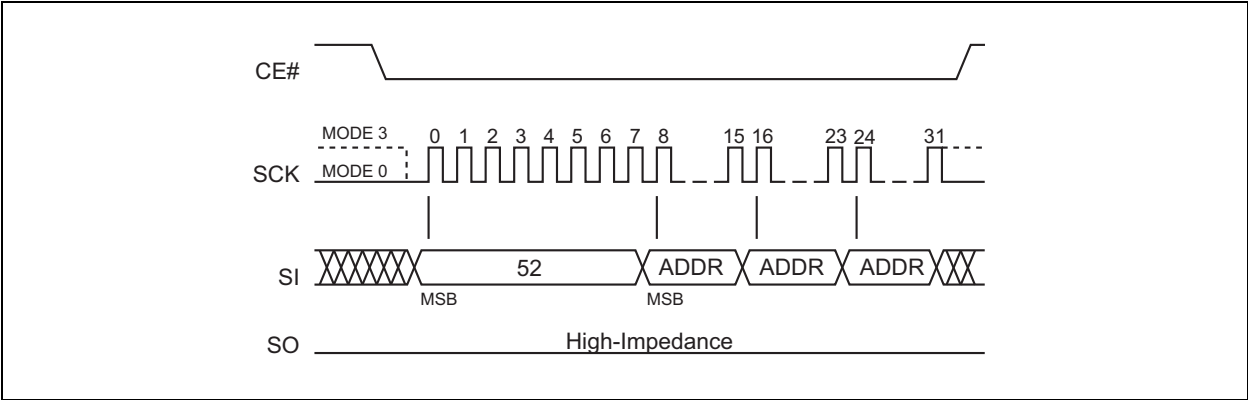 CE#
MODE 3
0 1 2 3 4 5 6 7 8 15 16 23 24 31
SCK
MODE 0
SI
52 ADDR ADDR ADDR
MSB MSB
SO
High-Impedance